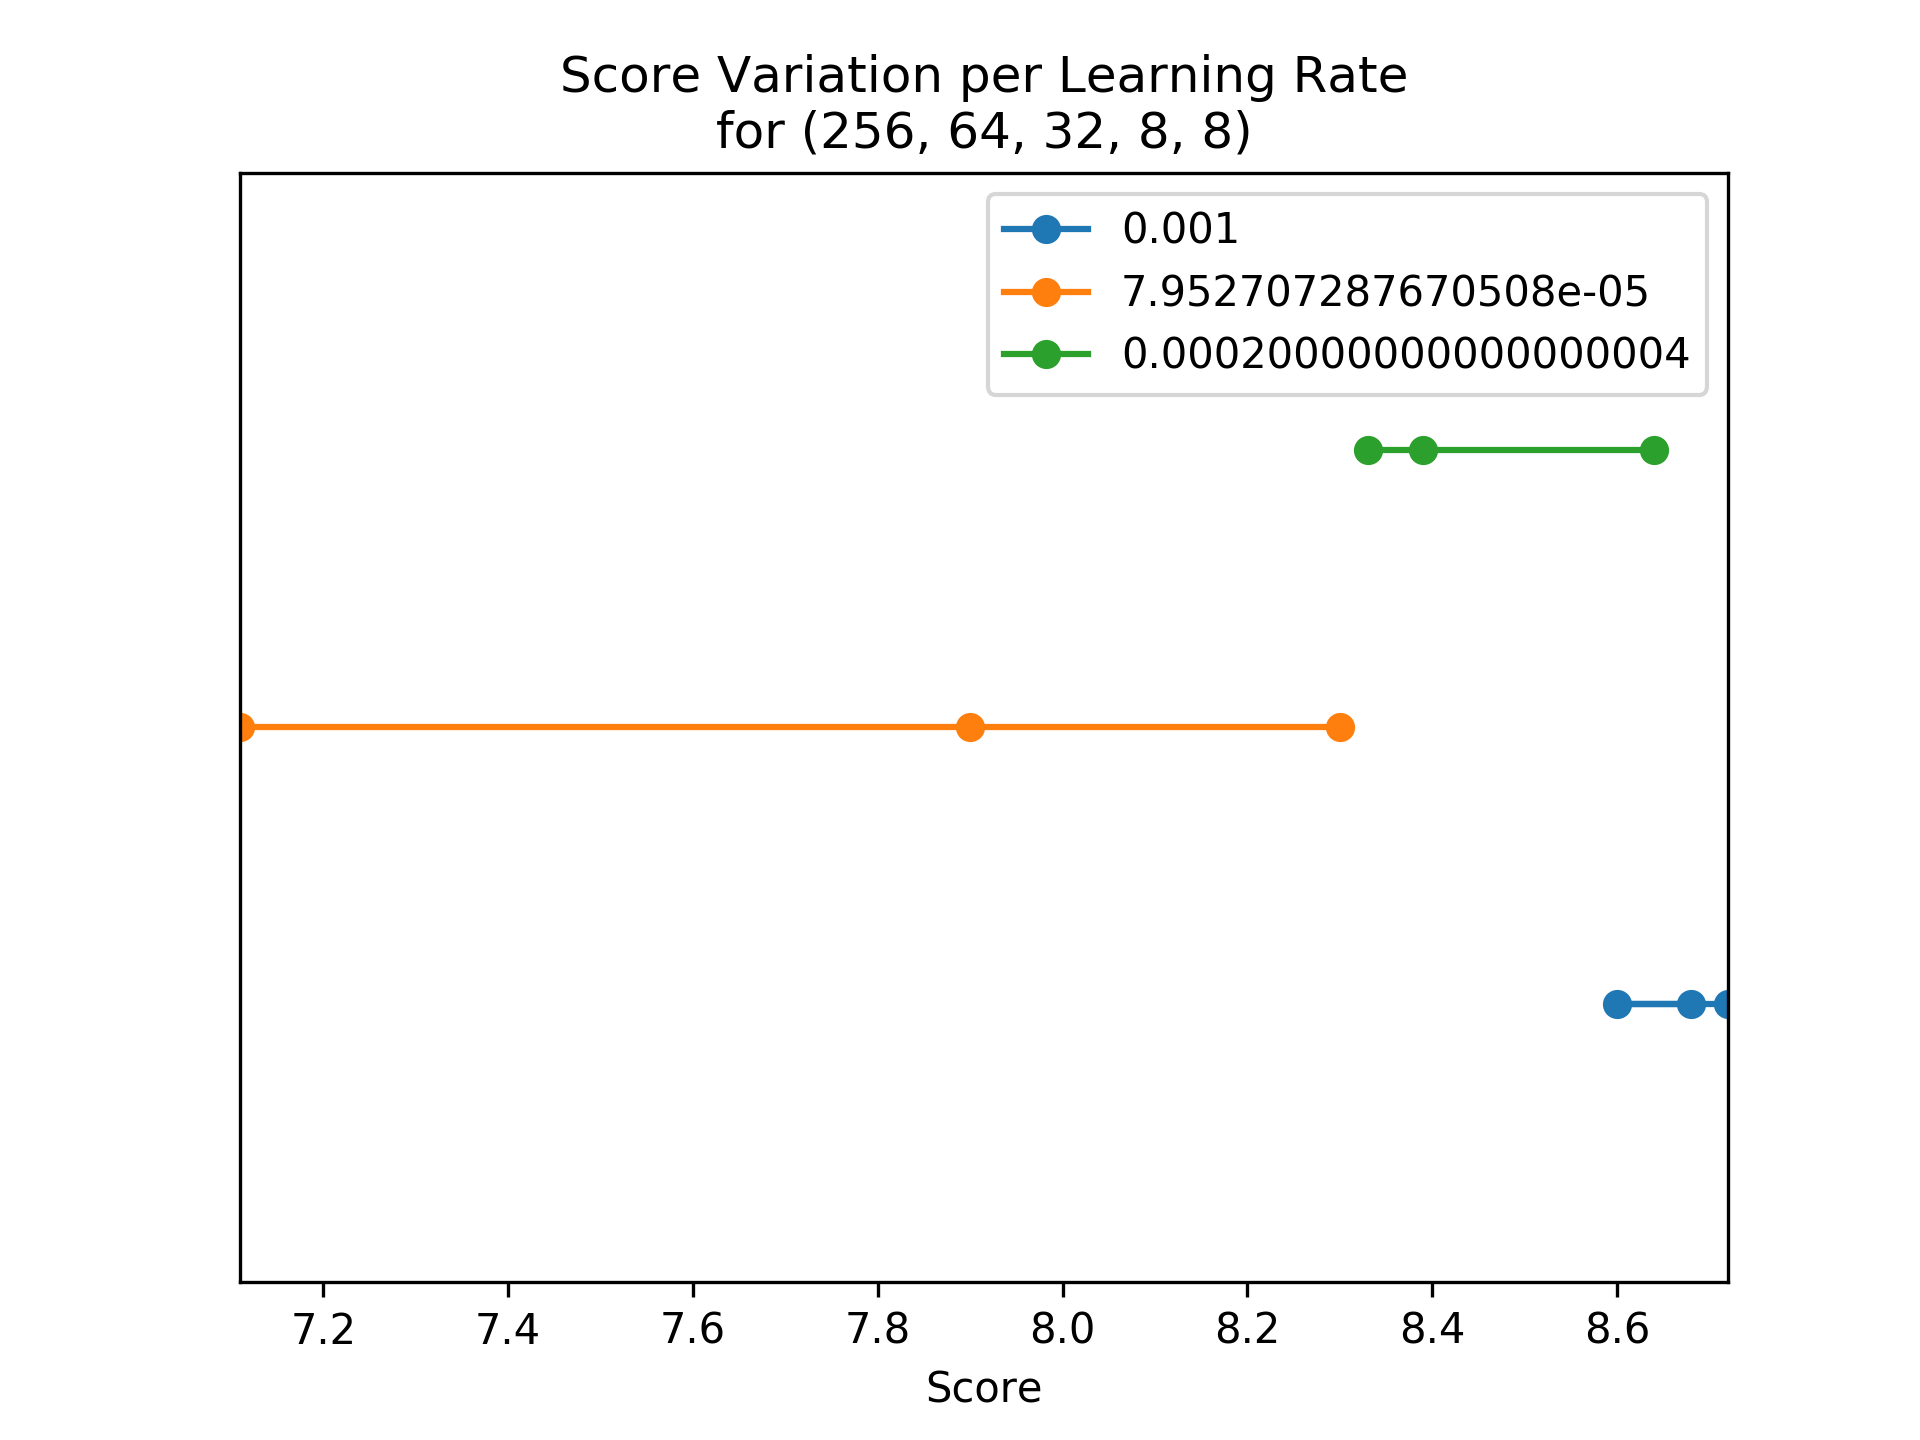 Score Variation per Learning Rate
for (256, 64, 32, 8, 8)
0.001
7.952707287670508e-05
0.00020000000000000004
7.2 7.4 7.6 7.8 8.0 8.2 8.4 8.6
Score